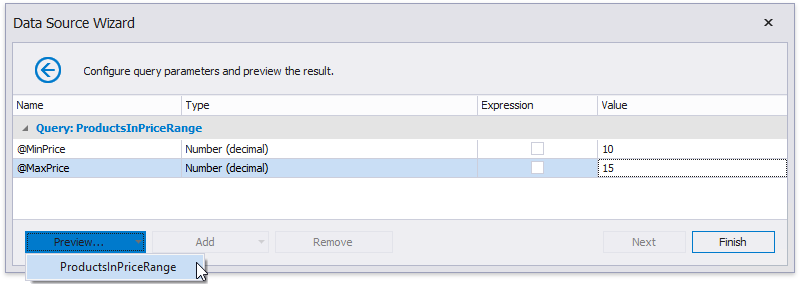 Data Source Wizard
Configure query parameters and preview the result.
Name Type Expression Value
Query: ProductsInPriceRange
@MinPrice Number (decimal) 10
@MaxPrice Number (decimal) 15
Preview... Add Remove Next Finish
ProductsInPriceRange